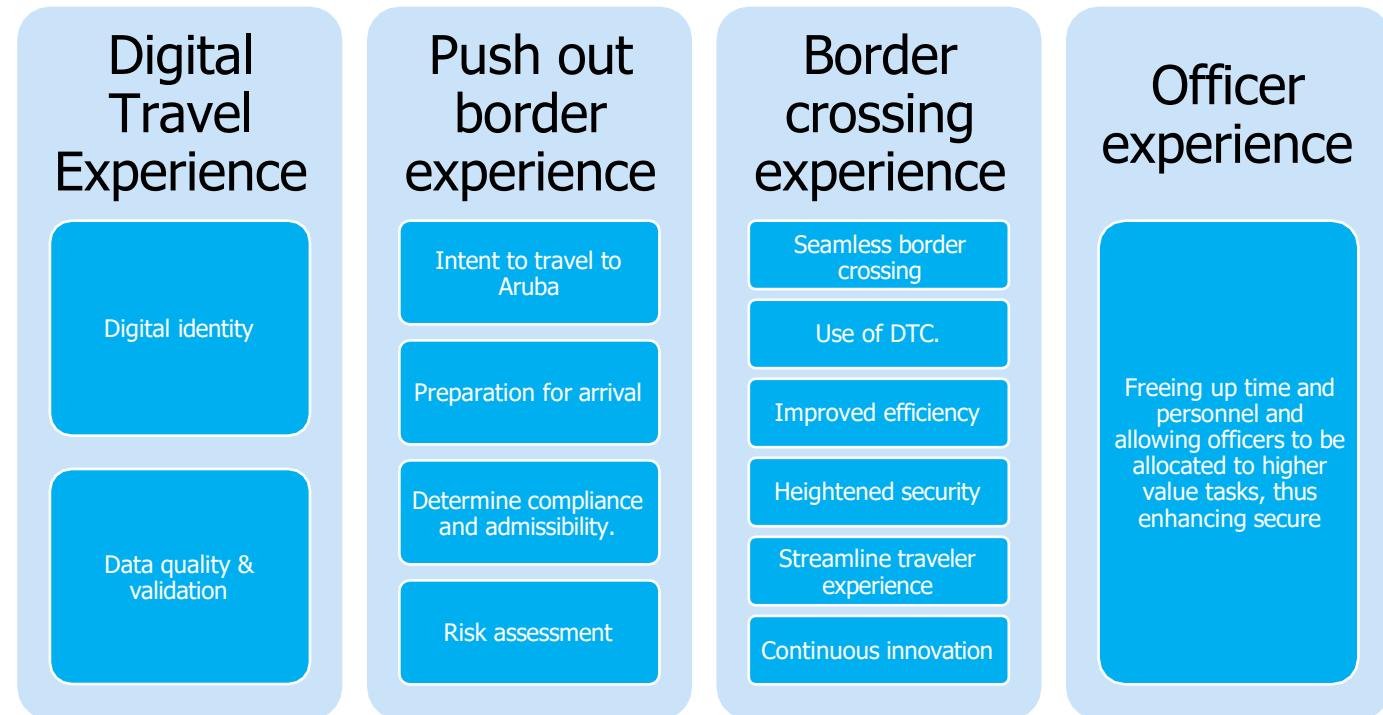 Digital
Travel
Experience
Digital identity
Data quality &
validation
Push out
border
experience
Intent to travel to
Aruba
Preparation for arrival
Determine compliance
and admissibility.
Risk assessment
Border
crossing
experience
Seamless border
crossing
Use of DTC.
Improved efficiency
Heightened security
Streamline traveler
experience
Continuous innovation
Officer
experience
Freeing up time and
personnel and
allowing officers to be
allocated to higher
value tasks, thus
enhancing secure